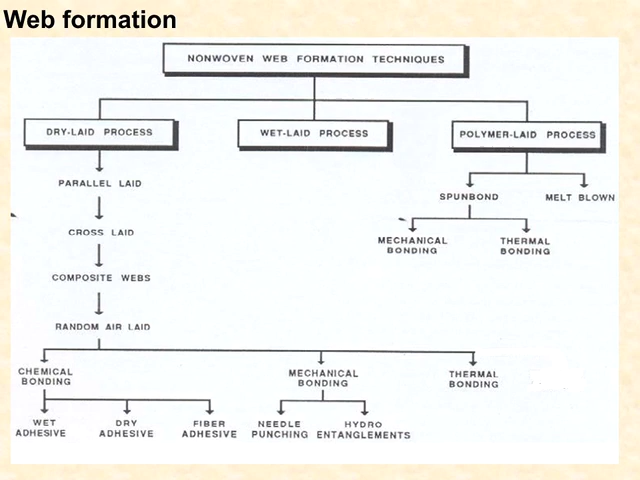 Web formation
NONWOVEN WEB FORMATION TECHNIQUES
DRY-LAID PROCESS
WET-LAID PROCESS
POLYMER-LAID PROCESS
PARALLEL LAID
SPUNBOND
MELT BLOWN
CROSS LAID
MECHANICAL
BONDING
THERMAL
BONDING
COMPOSITE WEBS
RANDOM AIR LAID
CHEMICAL
BONDING
MECHANICAL
BONDING
THERMAL
BONDING
WET
ADHESIVE
DRY
ADHESIVE
FIBER
ADHESIVE
NEEDLE
PUNCHING
HYDRO
ENTANGLEMENTS